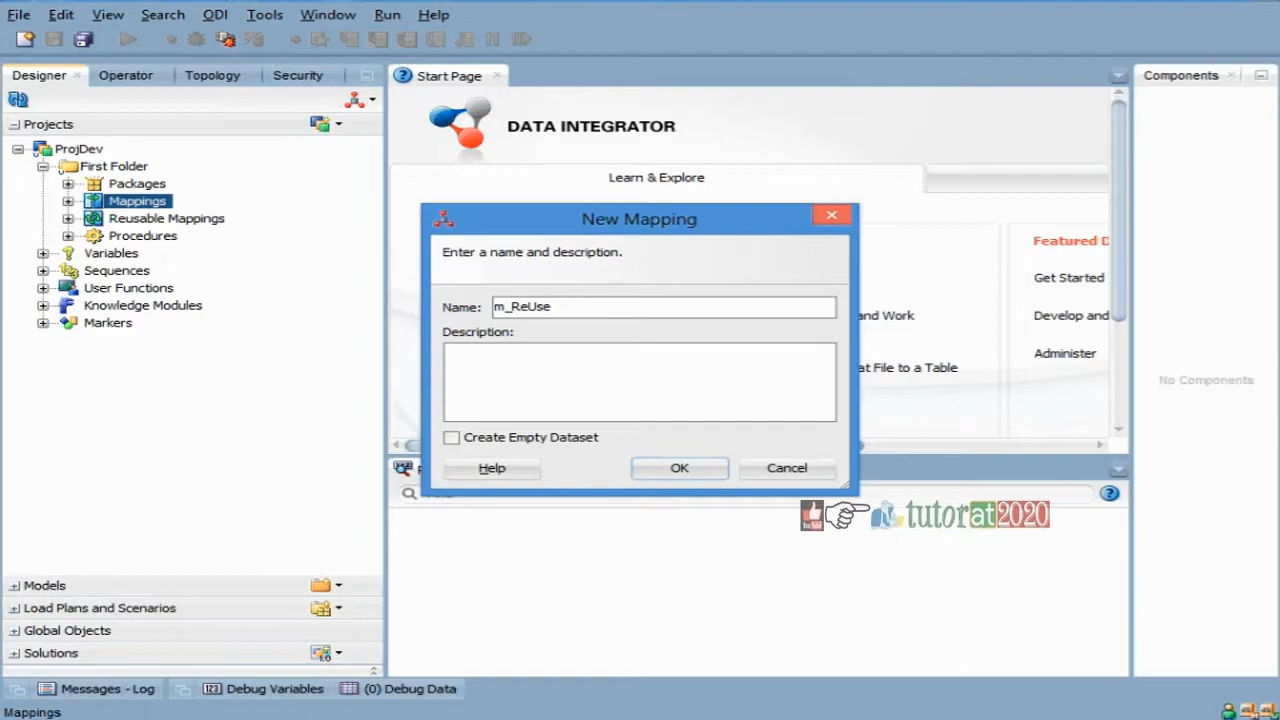 File Edit View Search ODI Tools Window Run Help
Designer Operator Topology Security
Start Page
Components
Projects
ProjDev
First Folder
Packages
Mappings
Reusable Mappings
Procedures
Variables
Sequences
User Functions
Knowledge Modules
Markers
DATA INTEGRATOR
Learn & Explore
Featured D
Get Started
and Work
Develop and
Administer
at File to a Table
No Components
New Mapping
Enter a name and description.
Name: m_ReUse
Description:
Create Empty Dataset
Help OK Cancel
tutorat2020
Models
Load Plans and Scenarios
Global Objects
Solutions
Messages - Log Debug Variables (0) Debug Data
Mappings